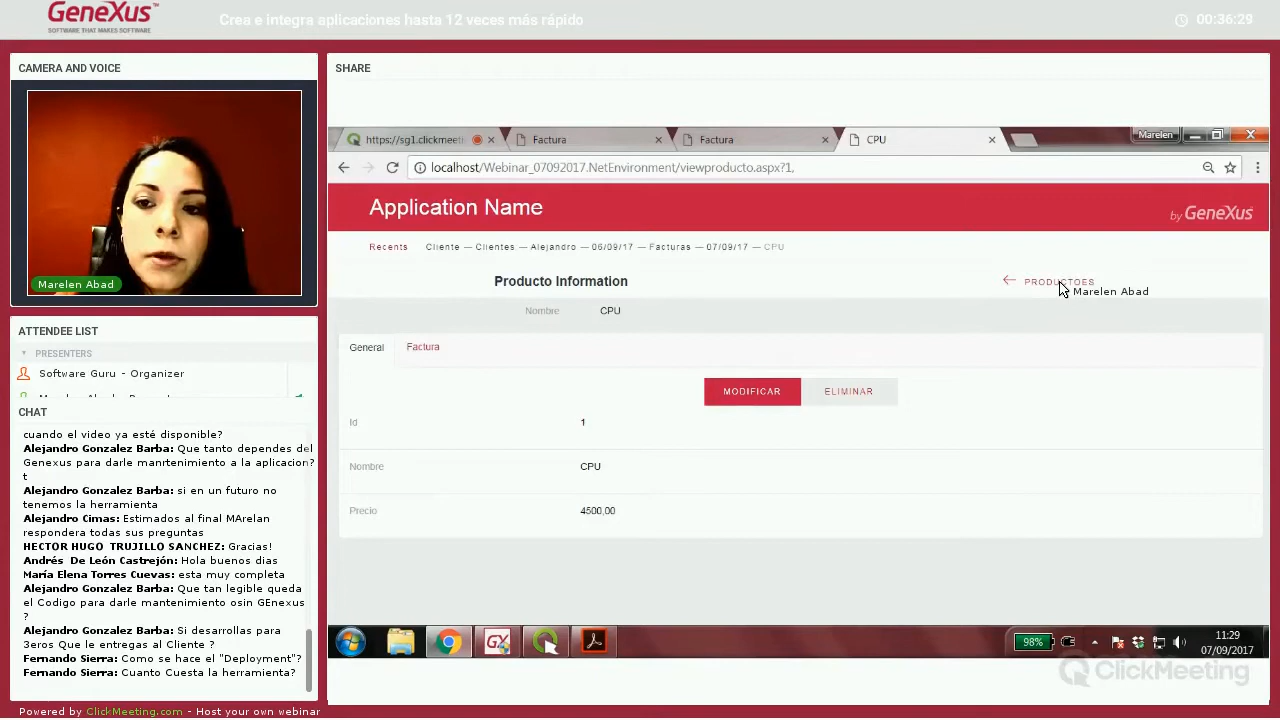 GeneXus™
SOFTWARE THAT MAKES SOFTWARE
Crea e integra aplicaciones hasta 12 veces más rápido
00:36:29
CAMERA AND VOICE
Marelen Abad
ATTENDEE LIST
PRESENTERS
Software Guru - Organizer
CHAT
cuando el video ya esté disponible?
Alejandro Gonzalez Barba: Que tanto dependes del
Genexus para darle manrtenimiento a la aplicacion?
t
Alejandro Gonzalez Barba: si en un futuro no
tenemos la herramienta
Alejandro Cimas: Estimados al final MArelan
respondera todas sus preguntas
HECTOR HUGO TRUJILLO SANCHEZ: Gracias!
Andrés De León Castrejón: Hola buenos dias
María Elena Torres Cuevas: esta muy completa
Alejandro Gonzalez Barba: Que tan legible queda
el Codigo para darle mantenimiento osin GEnexus
?
Alejandro Gonzalez Barba: Si desarrollas para
3eros Que le entregas al Cliente ?
Fernando Sierra: Como se hace el "Deployment"?
Fernando Sierra: Cuanto Cuesta la herramienta?
Powered by ClickMeeting.com - Host your own webinar
SHARE
https://sg1.clickmeeti
Factura
Factura
CPU
Marelen
localhost/Webinar_07092017.NetEnvironment/viewproducto.aspx?1,
Application Name
by GeneXus™
Recents Cliente — Clientes — Alejandro — 06/09/17 — Facturas — 07/09/17 — CPU
Producto Information
PRODUCTOES
Marelen Abad
Nombre CPU
General Factura
MODIFICAR ELIMINAR
Id 1
Nombre CPU
Precio 4500,00
GX
98%
11:29
07/09/2017
ClickMeeting